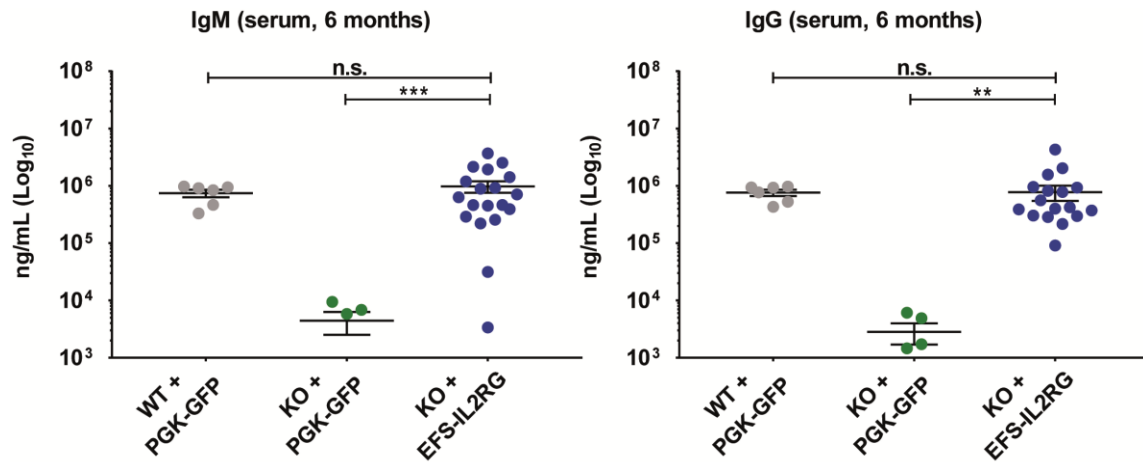 IgM (serum, 6 months)
ng/mL (Log₁₀)
10⁸
10⁷
10⁶
10⁵
10⁴
10³
n.s.
***
WT +
PGK-GFP
KO +
PGK-GFP
KO +
EFS-IL2RG
IgG (serum, 6 months)
ng/mL (Log₁₀)
10⁸
10⁷
10⁶
10⁵
10⁴
10³
n.s.
**
WT +
PGK-GFP
KO +
PGK-GFP
KO +
EFS-IL2RG